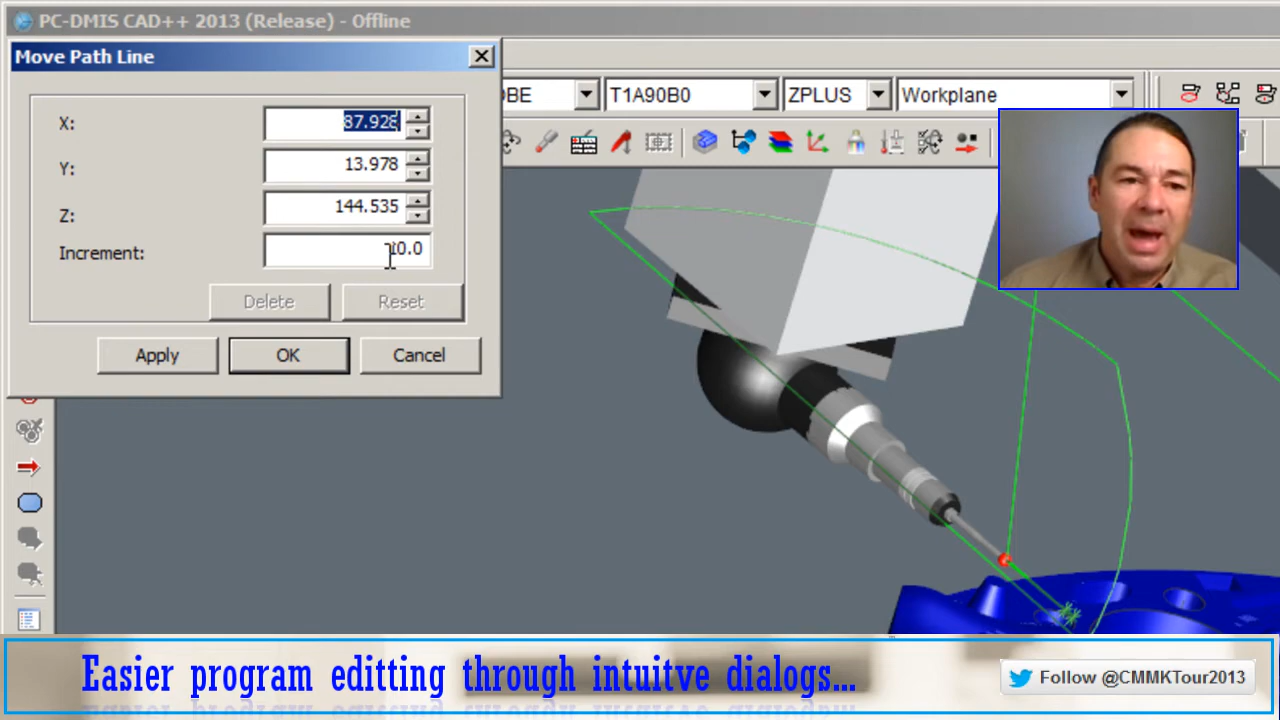 PC-DMIS CAD++ 2013 (Release) - Offline
Move Path Line
X:
87.928
Y:
13.978
Z:
144.535
Increment:
10.0
Delete
Reset
Apply
OK
Cancel
OBE
T1A90B0
ZPLUS
Workplane
Easier program editting through intuitve dialogs...
Follow @CMMKTour2013